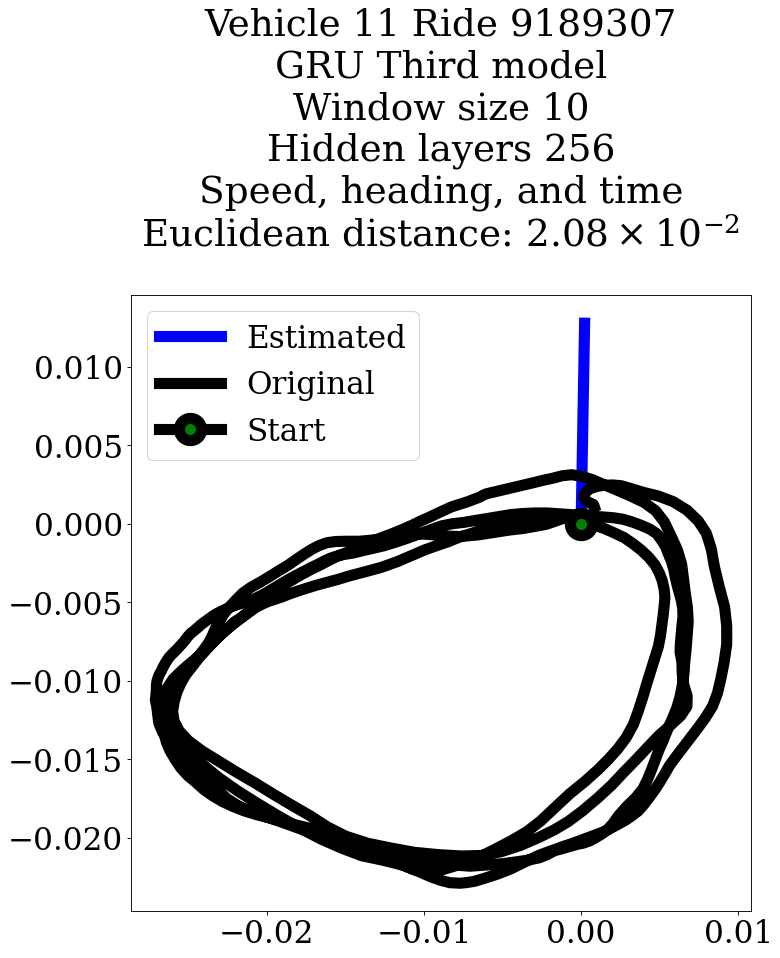 Vehicle 11 Ride 9189307
GRU Third model
Window size 10
Hidden layers 256
Speed, heading, and time
Euclidean distance: 2.08 × 10⁻²
Estimated
Original
Start
0.010
0.005
0.000
−0.005
−0.010
−0.015
−0.020
−0.02 −0.01 0.00 0.01